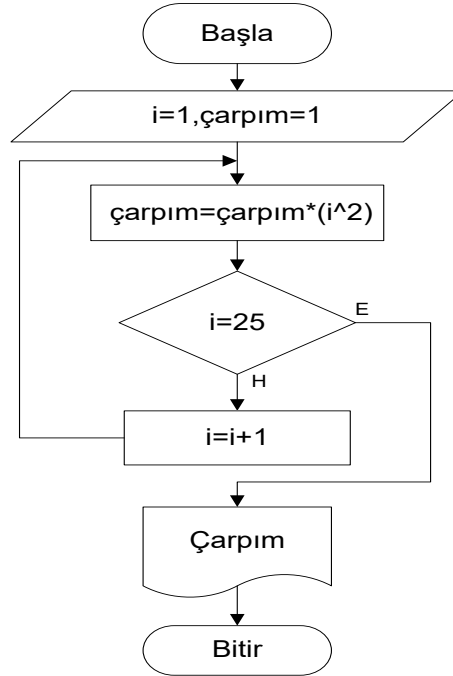 Başla
i=1,çarpım=1
çarpım=çarpım*(i^2)
i=25
E
H
i=i+1
Çarpım
Bitir